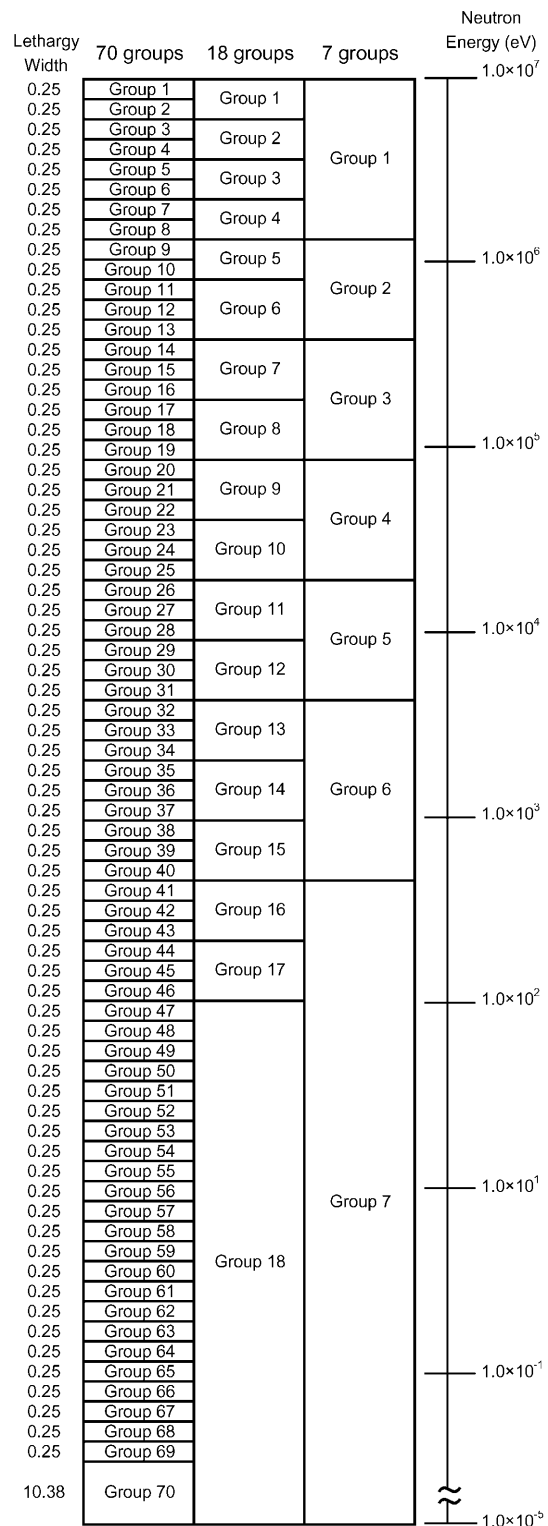 Neutron
Energy (eV)
Lethargy
Width
70 groups
18 groups
7 groups
0.25 Group 1
0.25 Group 2
0.25 Group 3
0.25 Group 4
0.25 Group 5
0.25 Group 6
0.25 Group 7
0.25 Group 8
0.25 Group 9
0.25 Group 10
0.25 Group 11
0.25 Group 12
0.25 Group 13
0.25 Group 14
0.25 Group 15
0.25 Group 16
0.25 Group 17
0.25 Group 18
0.25 Group 19
0.25 Group 20
0.25 Group 21
0.25 Group 22
0.25 Group 23
0.25 Group 24
0.25 Group 25
0.25 Group 26
0.25 Group 27
0.25 Group 28
0.25 Group 29
0.25 Group 30
0.25 Group 31
0.25 Group 32
0.25 Group 33
0.25 Group 34
0.25 Group 35
0.25 Group 36
0.25 Group 37
0.25 Group 38
0.25 Group 39
0.25 Group 40
0.25 Group 41
0.25 Group 42
0.25 Group 43
0.25 Group 44
0.25 Group 45
0.25 Group 46
0.25 Group 47
0.25 Group 48
0.25 Group 49
0.25 Group 50
0.25 Group 51
0.25 Group 52
0.25 Group 53
0.25 Group 54
0.25 Group 55
0.25 Group 56
0.25 Group 57
0.25 Group 58
0.25 Group 59
0.25 Group 60
0.25 Group 61
0.25 Group 62
0.25 Group 63
0.25 Group 64
0.25 Group 65
0.25 Group 66
0.25 Group 67
0.25 Group 68
0.25 Group 69
10.38 Group 70
Group 1
Group 2
Group 3
Group 4
Group 5
Group 6
Group 7
Group 8
Group 9
Group 10
Group 11
Group 12
Group 13
Group 14
Group 15
Group 16
Group 17
Group 18
Group 1
Group 2
Group 3
Group 4
Group 5
Group 6
Group 7
1.0×10⁷
1.0×10⁶
1.0×10⁵
1.0×10⁴
1.0×10³
1.0×10²
1.0×10¹
1.0×10⁻¹
1.0×10⁻⁵